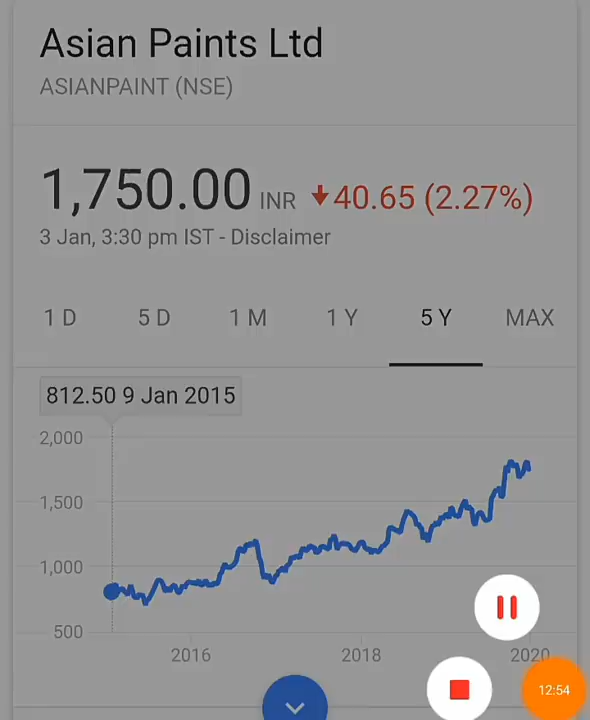 Asian Paints Ltd
ASIANPAINT (NSE)
1,750.00 INR 40.65 (2.27%)
3 Jan, 3:30 pm IST - Disclaimer
1 D 5 D 1 M 1 Y 5 Y MAX
812.50 9 Jan 2015
2,000
1,500
1,000
500
2016 2018 2020
12:54